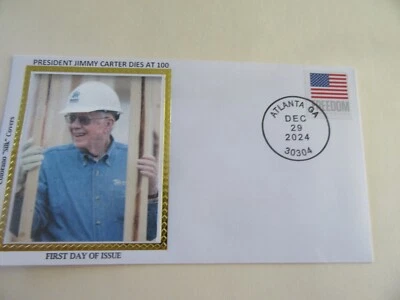 PRESIDENT JIMMY CARTER DIES AT 100
FREEDOM
ATLANTA GA
DEC
29
2024
30304
FIRST DAY OF ISSUE